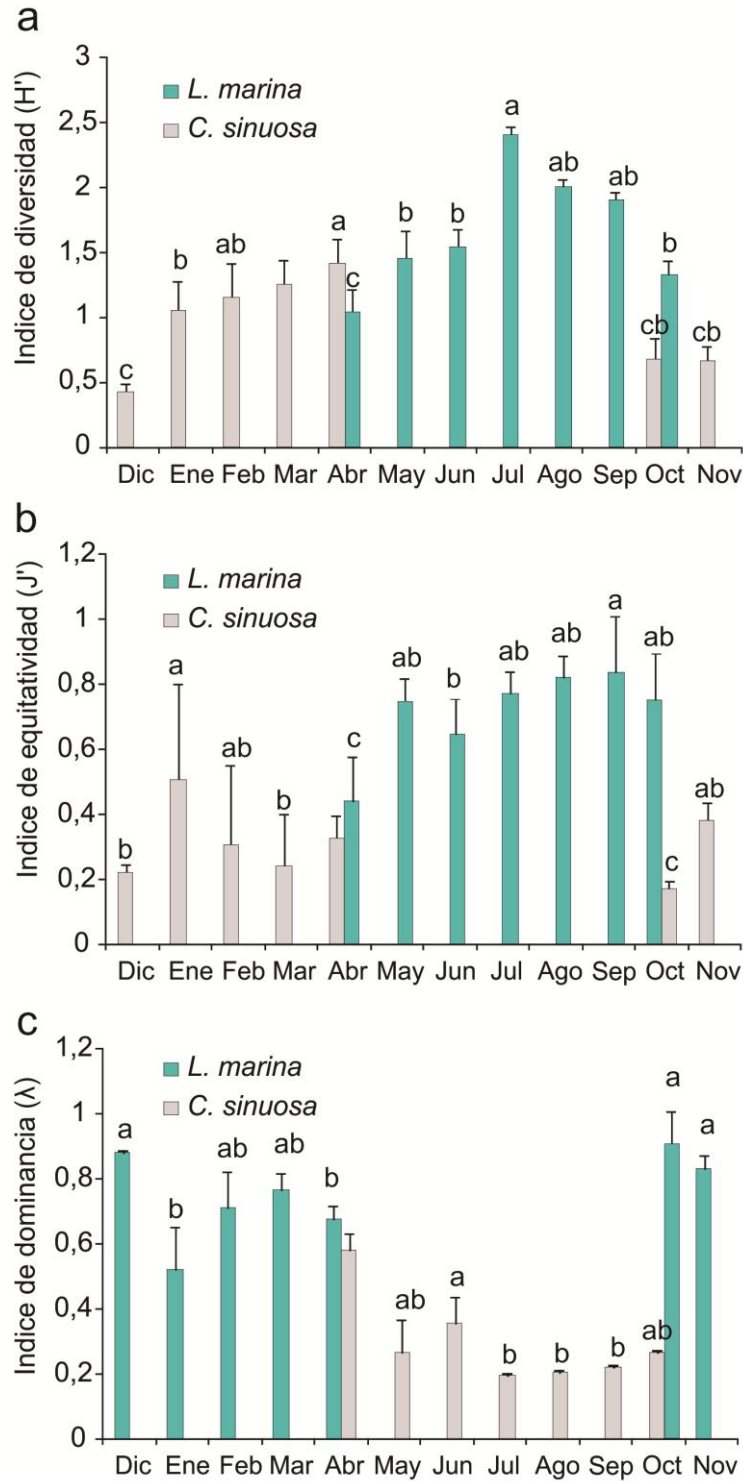 a
Indice de diversidad (H')
3
2,5
2
1,5
1
0,5
0
L. marina
C. sinuosa
c
b
ab
a
c
b
b
a
ab
ab
cb
b
cb
Dic Ene Feb Mar Abr May Jun Jul Ago Sep Oct Nov
b
Indice de equitatividad (J')
1,2
1
0,8
0,6
0,4
0,2
0
L. marina
C. sinuosa
b
a
ab
b
c
ab
b
ab
ab
a
ab
c
ab
Dic Ene Feb Mar Abr May Jun Jul Ago Sep Oct Nov
c
Indice de dominancia (λ)
1,2
1
0,8
0,6
0,4
0,2
0
L. marina
C. sinuosa
a
b
ab
ab
b
ab
a
b
b
b
ab
a
a
Dic Ene Feb Mar Abr May Jun Jul Ago Sep Oct Nov